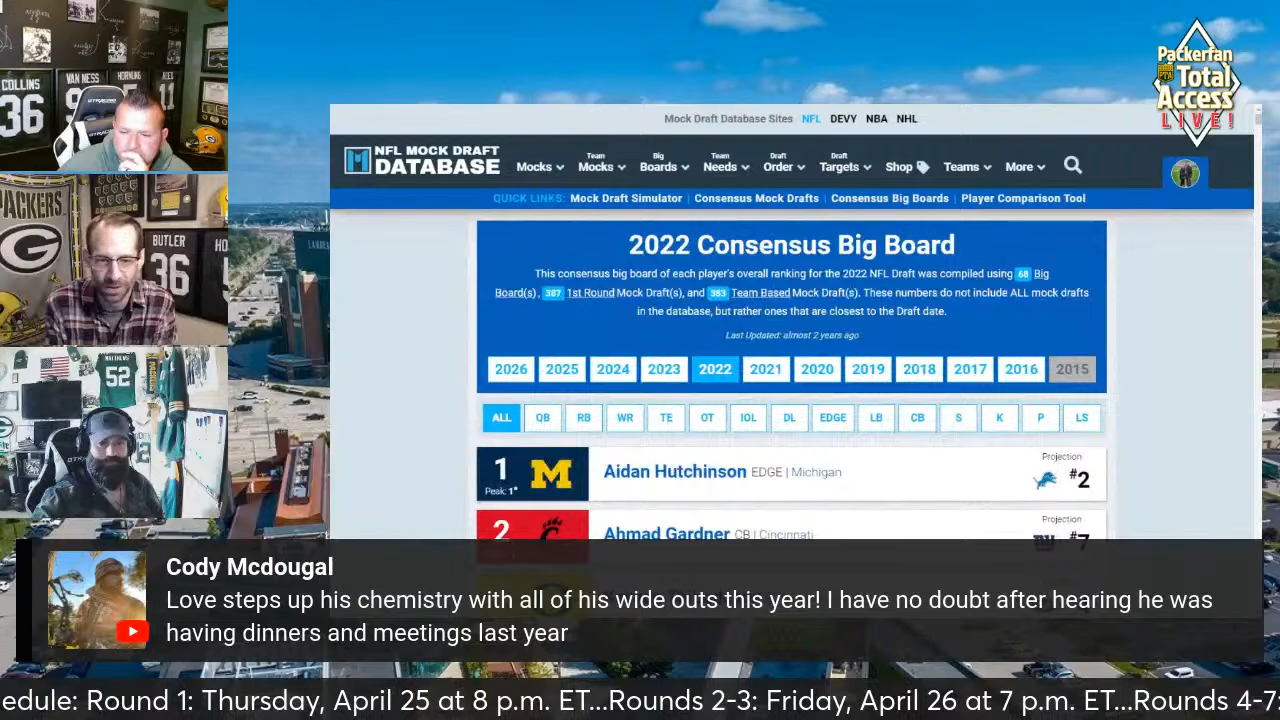 COLLINS
36
VAN NESS
HORNUNG
11
PACKERS
G
BUTLER
36
MATTHEWS
52
Packerfan
PTA
Total
Access
LIVE!
Mock Draft Database Sites NFL DEVY NBA NHL
NFL MOCK DRAFT
DATABASE
Mocks
Team
Mocks
Big
Boards
Team
Needs
Draft
Order
Draft
Targets
Shop
Teams
More
QUICK LINKS: Mock Draft Simulator | Consensus Mock Drafts | Consensus Big Boards | Player Comparison Tool
2022 Consensus Big Board
This consensus big board of each player's overall ranking for the 2022 NFL Draft was compiled using 68 Big
Board(s), 387 1st Round Mock Draft(s), and 383 Team Based Mock Draft(s). These numbers do not include ALL mock drafts
in the database, but rather ones that are closest to the Draft date.
Last Updated: almost 2 years ago
2026 2025 2024 2023 2022 2021 2020 2019 2018 2017 2016 2015
ALL QB RB WR TE OT IOL DL EDGE LB CB S K P LS
1
Peak: 1*
M
Aidan Hutchinson EDGE | Michigan
Projection
#2
2
Ahmad Gardner CB | Cincinnati
Projection
#7
Cody Mcdougal
Love steps up his chemistry with all of his wide outs this year! I have no doubt after hearing he was
having dinners and meetings last year
edule: Round 1: Thursday, April 25 at 8 p.m. ET...Rounds 2-3: Friday, April 26 at 7 p.m. ET...Rounds 4-7: